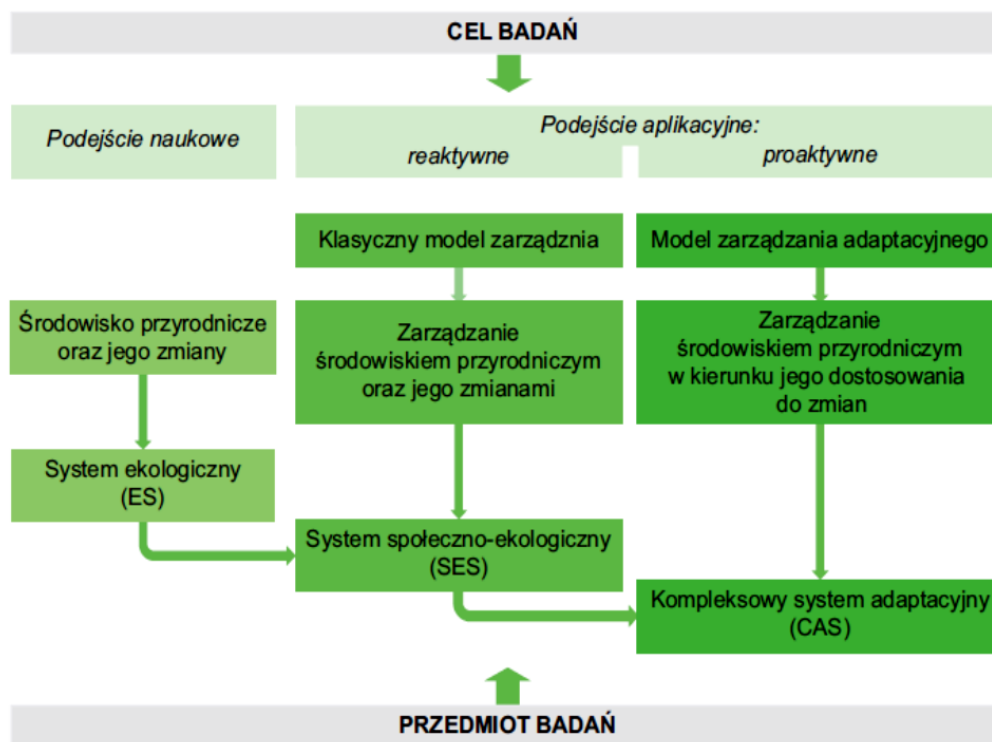 CEL BADAŃ
Podejście naukowe
Podejście aplikacyjne:
reaktywne
proaktywne
Klasyczny model zarządznia
Model zarządzania adaptacyjnego
Środowisko przyrodnicze
oraz jego zmiany
Zarządzanie
środowiskiem przyrodniczym
oraz jego zmianami
Zarządzanie
środowiskiem przyrodniczym
w kierunku jego dostosowania
do zmian
System ekologiczny
(ES)
System społeczno-ekologiczny
(SES)
Kompleksowy system adaptacyjny
(CAS)
PRZEDMIOT BADAŃ